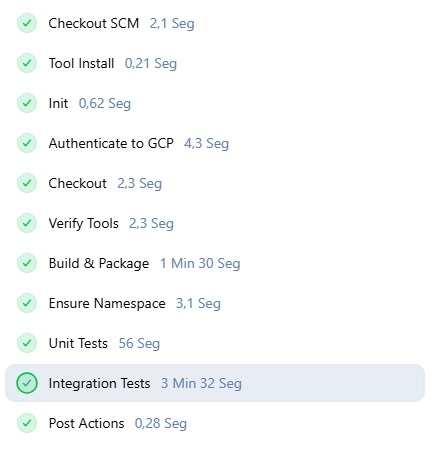 Checkout SCM 2,1 Seg
Tool Install 0,21 Seg
Init 0,62 Seg
Authenticate to GCP 4,3 Seg
Checkout 2,3 Seg
Verify Tools 2,3 Seg
Build & Package 1 Min 30 Seg
Ensure Namespace 3,1 Seg
Unit Tests 56 Seg
Integration Tests 3 Min 32 Seg
Post Actions 0,28 Seg